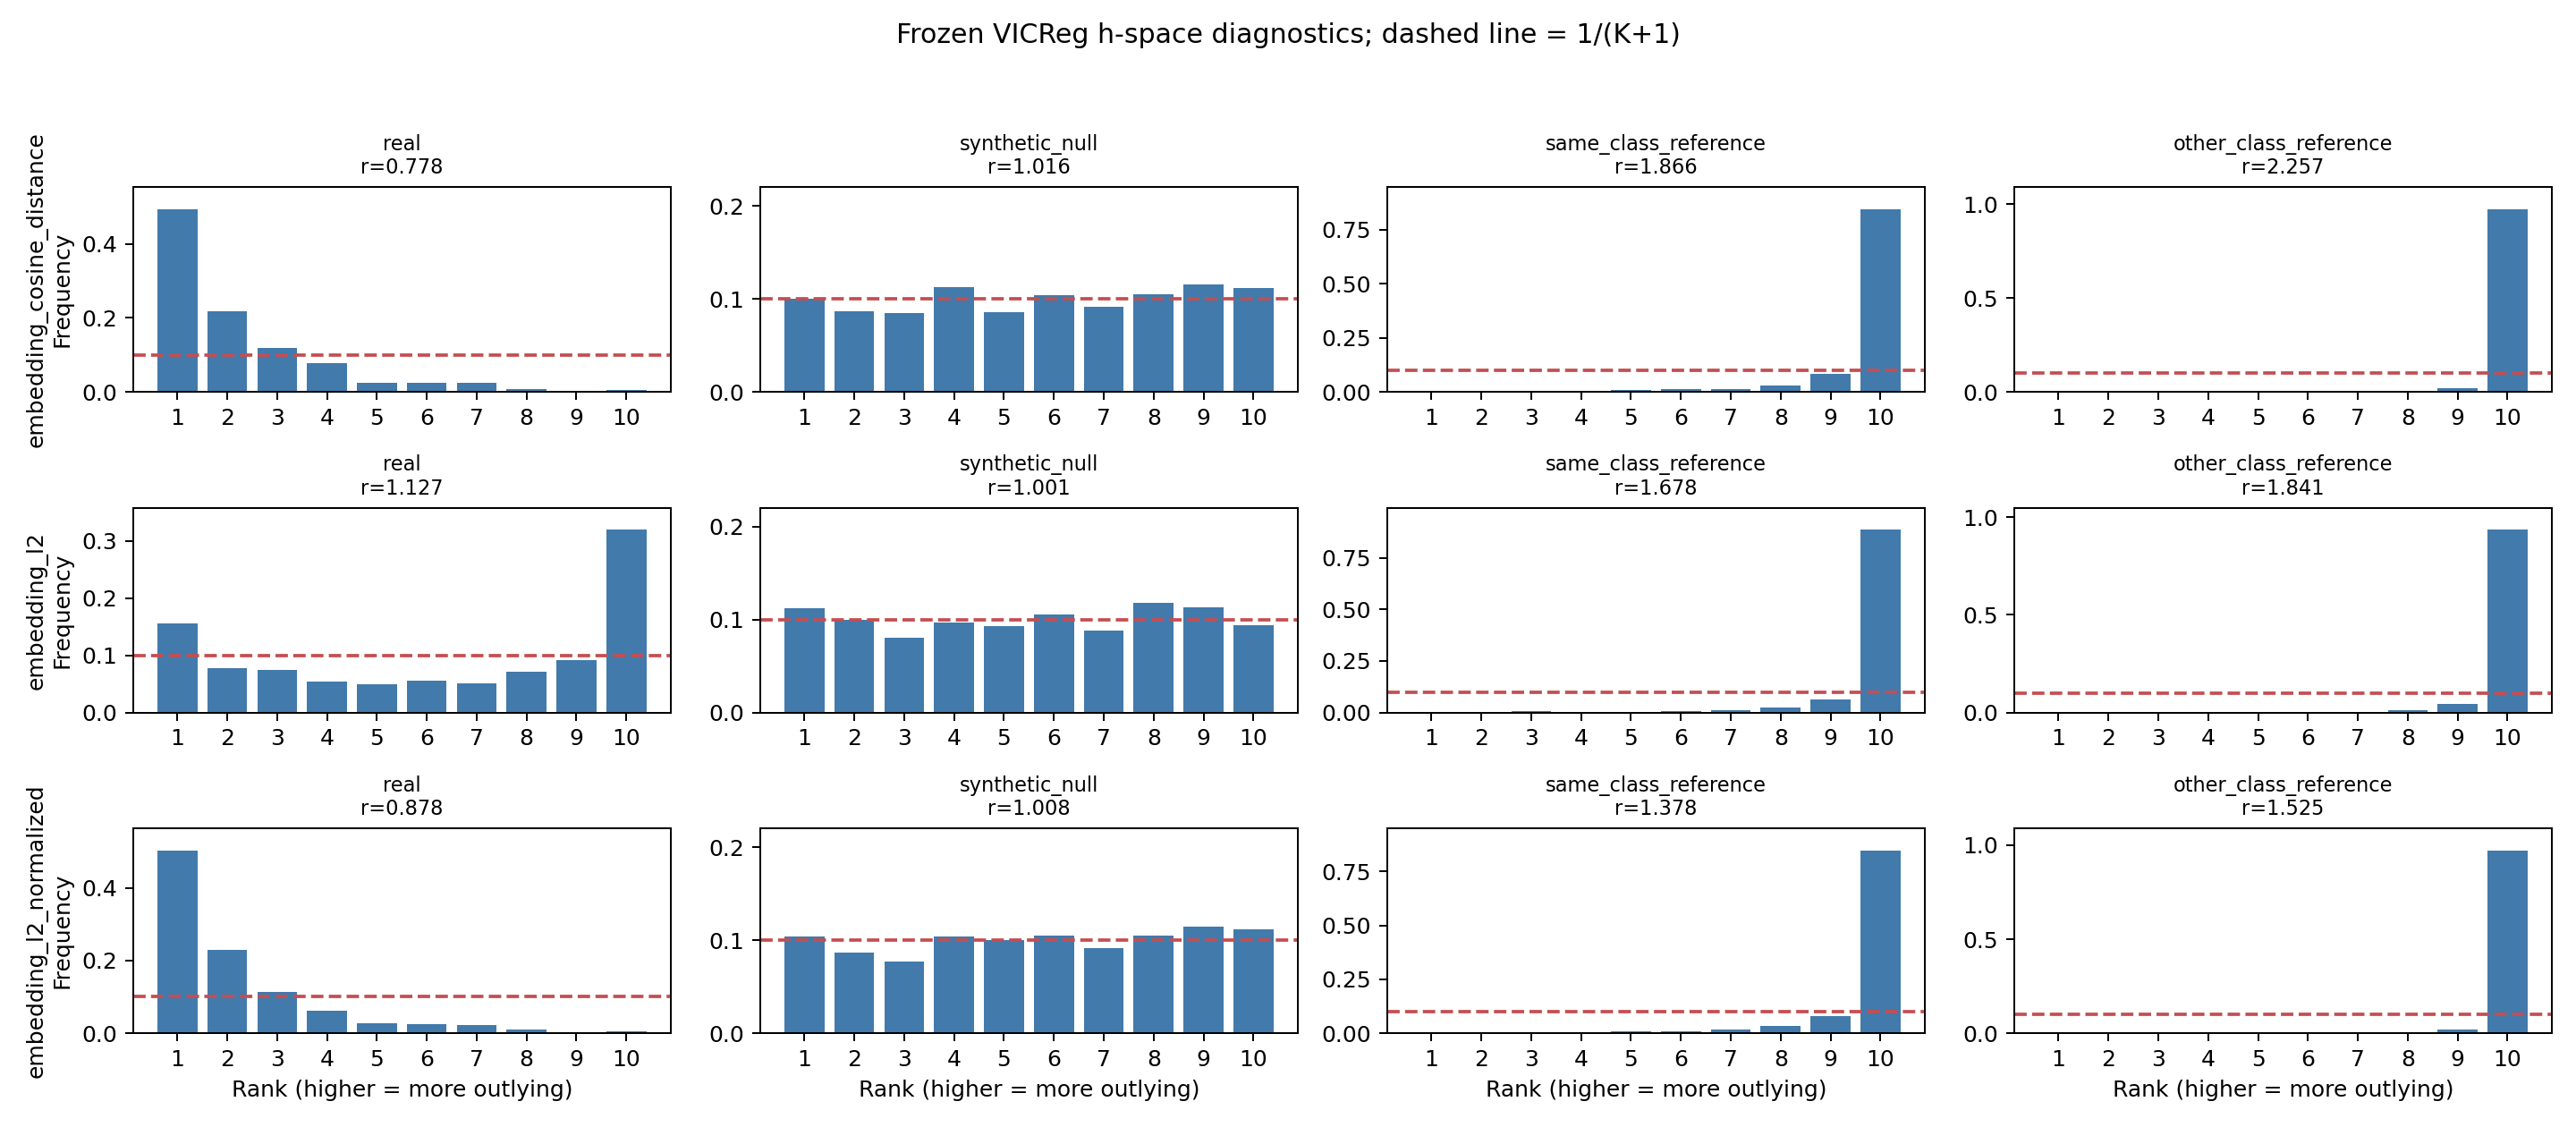 Frozen VICReg h-space diagnostics; dashed line = 1/(K+1)
embedding_cosine_distance
Frequency
real
r=0.778
0.4
0.2
0.0
1 2 3 4 5 6 7 8 9 10
synthetic_null
r=1.016
0.2
0.1
0.0
1 2 3 4 5 6 7 8 9 10
same_class_reference
r=1.866
0.75
0.50
0.25
0.00
1 2 3 4 5 6 7 8 9 10
other_class_reference
r=2.257
1.0
0.5
0.0
1 2 3 4 5 6 7 8 9 10
embedding_l2
Frequency
real
r=1.127
0.3
0.2
0.1
0.0
1 2 3 4 5 6 7 8 9 10
synthetic_null
r=1.001
0.2
0.1
0.0
1 2 3 4 5 6 7 8 9 10
same_class_reference
r=1.678
0.75
0.50
0.25
0.00
1 2 3 4 5 6 7 8 9 10
other_class_reference
r=1.841
1.0
0.5
0.0
1 2 3 4 5 6 7 8 9 10
embedding_l2_normalized
Frequency
real
r=0.878
0.4
0.2
0.0
1 2 3 4 5 6 7 8 9 10
Rank (higher = more outlying)
synthetic_null
r=1.008
0.2
0.1
0.0
1 2 3 4 5 6 7 8 9 10
Rank (higher = more outlying)
same_class_reference
r=1.378
0.75
0.50
0.25
0.00
1 2 3 4 5 6 7 8 9 10
Rank (higher = more outlying)
other_class_reference
r=1.525
1.0
0.5
0.0
1 2 3 4 5 6 7 8 9 10
Rank (higher = more outlying)